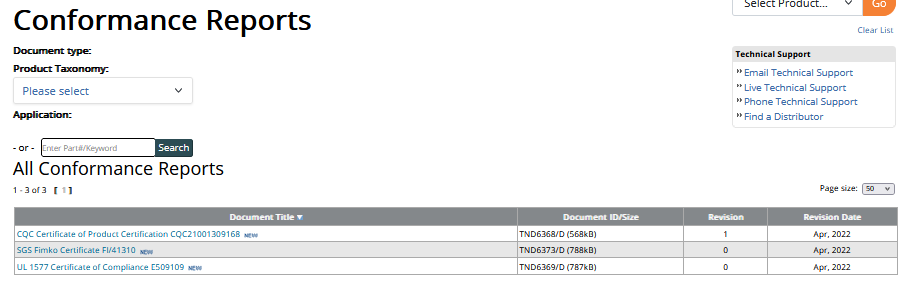 Conformance Reports
Select Product...
Go
Clear List
Document type:
Product Taxonomy:
Please select
Application:
- or - Enter Part#/Keyword Search
Technical Support
Email Technical Support
Live Technical Support
Phone Technical Support
Find a Distributor
All Conformance Reports
1 - 3 of 3 [ 1 ]
Page size: 50
Document Title Document ID/Size Revision Revision Date
CQC Certificate of Product Certification CQC21001309168 NEW TND6368/D (568kB) 1 Apr, 2022
SGS Fimko Certificate FI/41310 NEW TND6373/D (788kB) 0 Apr, 2022
UL 1577 Certificate of Compliance E509109 NEW TND6369/D (787kB) 0 Apr, 2022